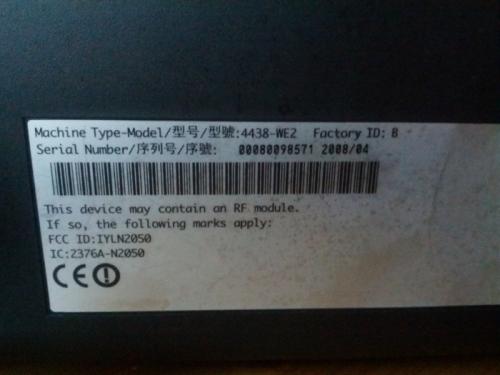 Machine Type-Model/型号/型號:4438-WE2 Factory ID: B
Serial Number/序列号/序號: 00080098571 2008/04
This device may contain an RF module.
If so, the following marks apply:
FCC ID:IYLN2050
IC:2376A-N2050
CE